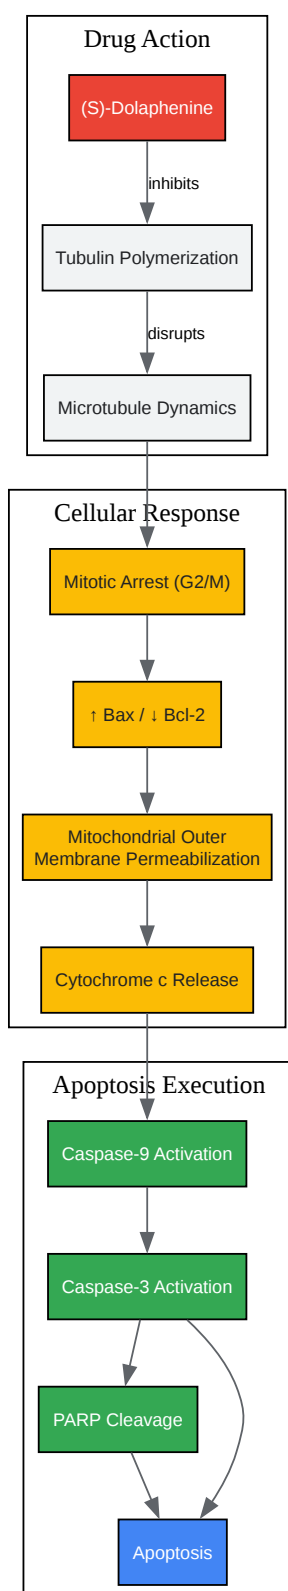 Drug Action
(S)-Dolaphenine
inhibits
Tubulin Polymerization
disrupts
Microtubule Dynamics
Cellular Response
Mitotic Arrest (G2/M)
↑ Bax / ↓ Bcl-2
Mitochondrial Outer
Membrane Permeabilization
Cytochrome c Release
Apoptosis Execution
Caspase-9 Activation
Caspase-3 Activation
PARP Cleavage
Apoptosis